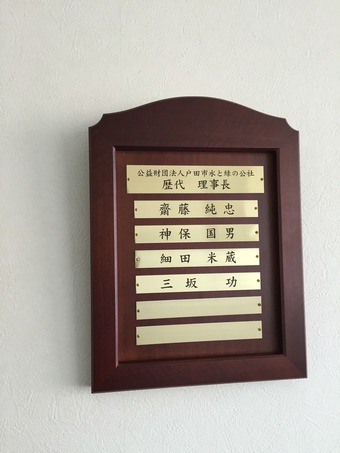 公益財団法人戸田市水と緑の公社
歴代 理事長
齋藤 純忠
神保 国男
細田 米蔵
三坂 功